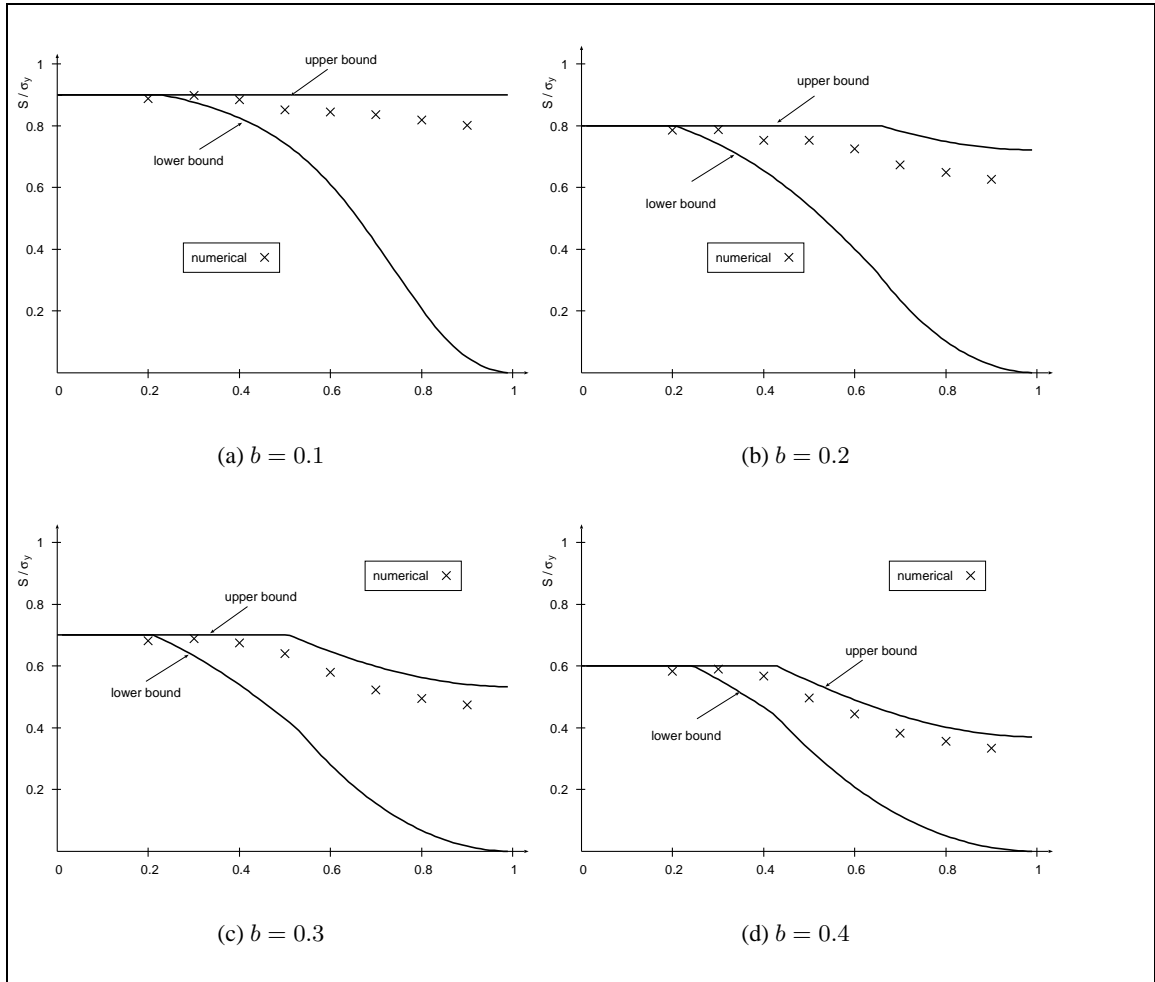 S / σy
1
0.8
0.6
0.4
0.2
0
0.2
0.4
0.6
0.8
1
upper bound
lower bound
numerical ×
(a) b = 0.1
S / σy
1
0.8
0.6
0.4
0.2
0
0.2
0.4
0.6
0.8
1
upper bound
lower bound
numerical ×
(b) b = 0.2
S / σy
1
0.8
0.6
0.4
0.2
0
0.2
0.4
0.6
0.8
1
numerical ×
upper bound
lower bound
(c) b = 0.3
S / σy
1
0.8
0.6
0.4
0.2
0
0.2
0.4
0.6
0.8
1
numerical ×
upper bound
lower bound
(d) b = 0.4